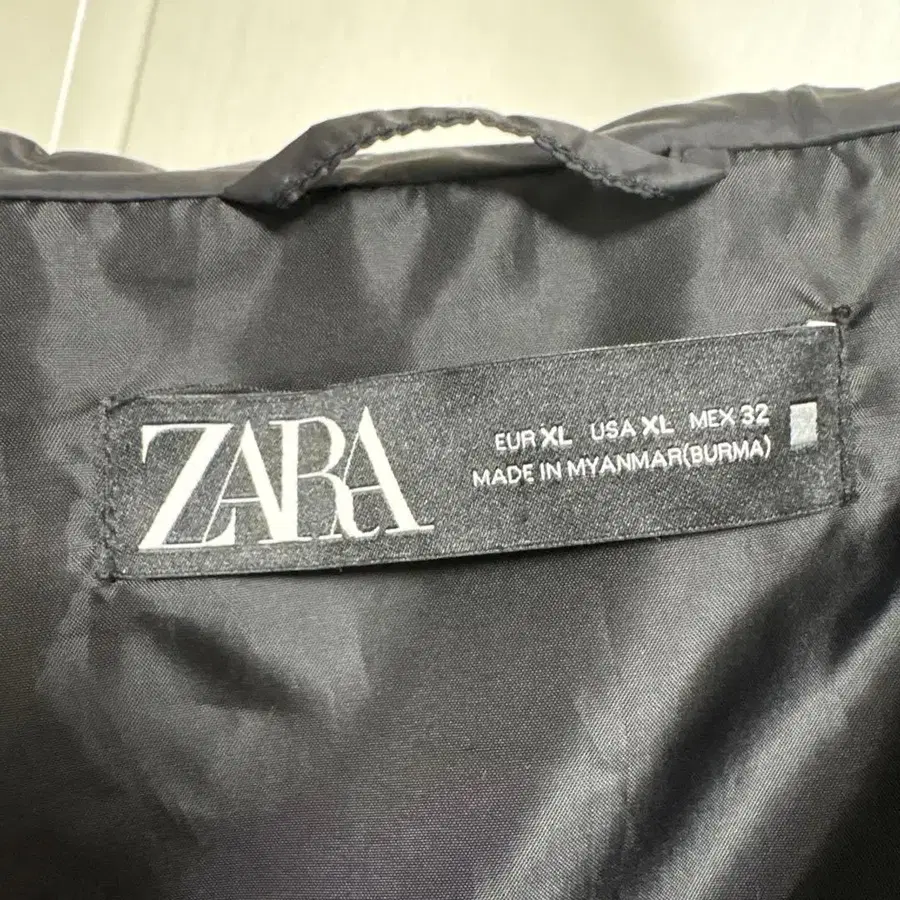 ZARA
EUR XL USA XL MEX 32
MADE IN MYANMAR(BURMA)